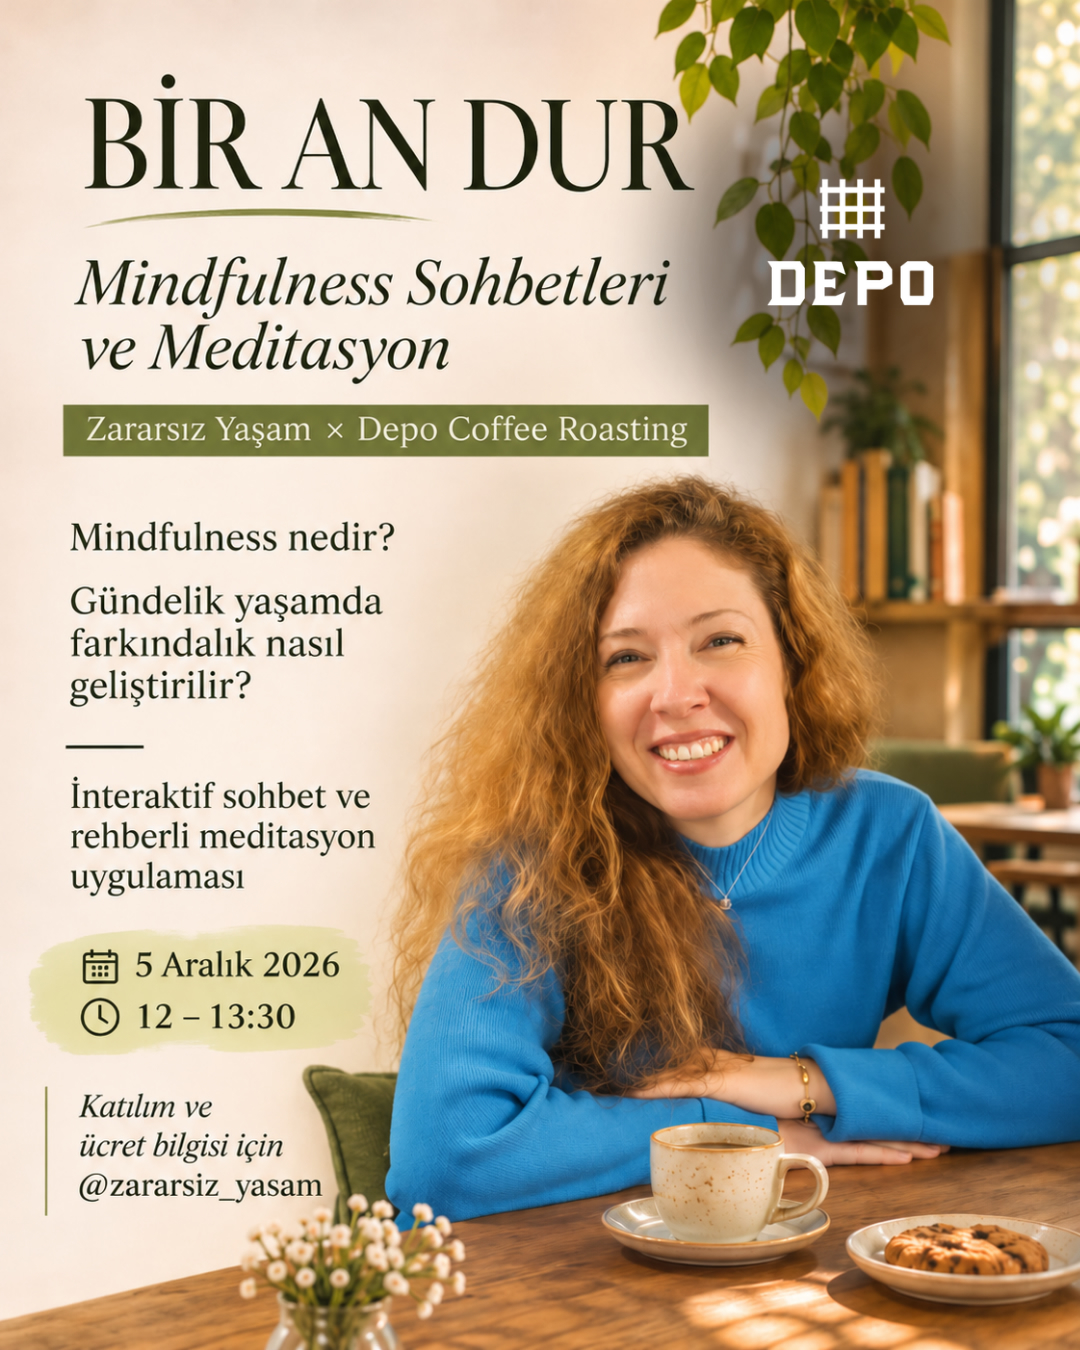 BİR AN DUR
DEPO
Mindfulness Sohbetleri
ve Meditasyon
Zararsız Yaşam × Depo Coffee Roasting
Mindfulness nedir?
Gündelik yaşamda
farkındalık nasıl
geliştirilir?
İnteraktif sohbet ve
rehberli meditasyon
uygulaması
5 Aralık 2026
12 – 13:30
Katılım ve
ücret bilgisi için
@zararsiz_yasam